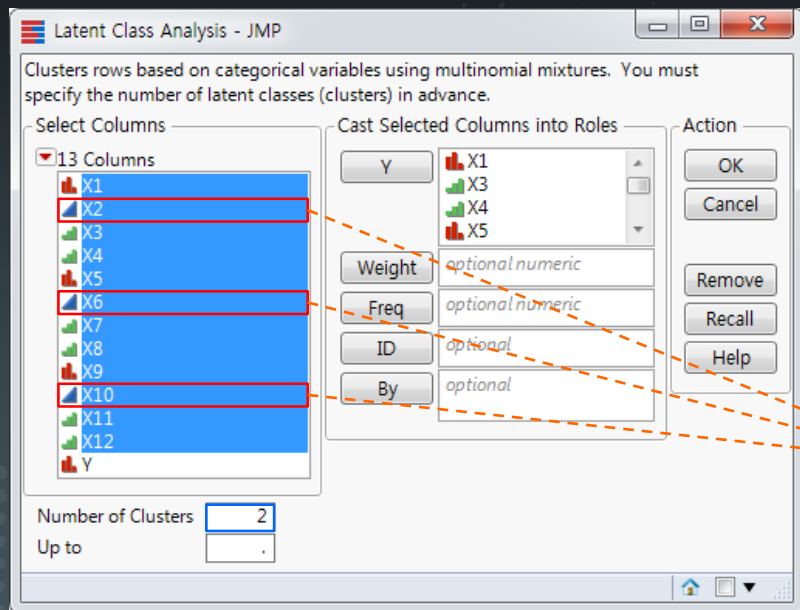 Latent Class Analysis - JMP
Clusters rows based on categorical variables using multinomial mixtures.  You must
specify the number of latent classes (clusters) in advance.
Select Columns
13 Columns
X1
X2
X3
X4
X5
X6
X7
X8
X9
X10
X11
X12
Y
Number of Clusters 2
Up to .
Cast Selected Columns into Roles
Y
X1
X3
X4
X5
Weight optional numeric
Freq optional numeric
ID optional
By optional
Action
OK
Cancel
Remove
Recall
Help